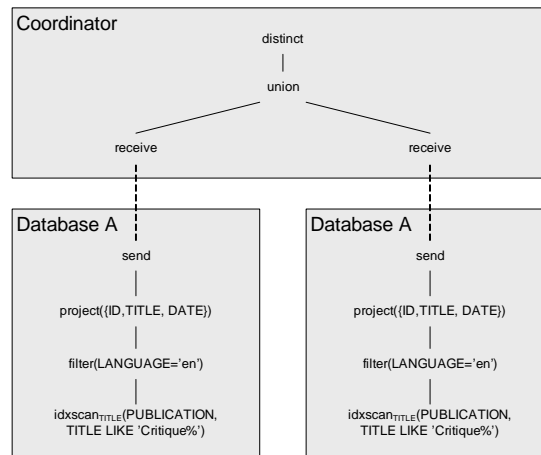 Coordinator
distinct
union
receive
receive
Database A
send
project({ID,TITLE, DATE})
filter(LANGUAGE='en')
idxscanTITLE(PUBLICATION,
TITLE LIKE 'Critique%')
Database A
send
project({ID,TITLE, DATE})
filter(LANGUAGE='en')
idxscanTITLE(PUBLICATION,
TITLE LIKE 'Critique%')